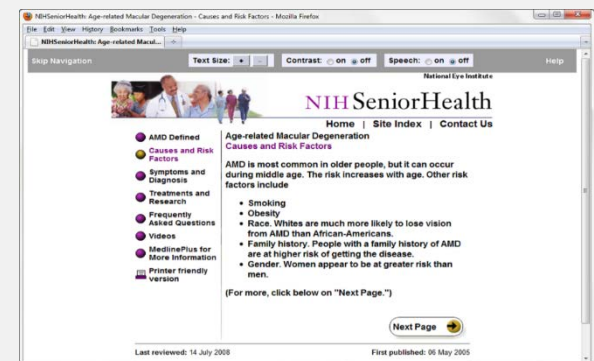 NIHSeniorHealth: Age-related Macular Degeneration - Causes and Risk Factors - Mozilla Firefox
File Edit View History Bookmarks Tools Help
NIHSeniorHealth: Age-related Macul...
Skip Navigation Text Size: + - Contrast: on off Speech: on off Help
National Eye Institute
NIH SeniorHealth
Home | Site Index | Contact Us
AMD Defined
Causes and Risk
Factors
Symptoms and
Diagnosis
Treatments and
Research
Frequently
Asked Questions
Videos
MedlinePlus for
More Information
Printer friendly
version
Age-related Macular Degeneration
Causes and Risk Factors
AMD is most common in older people, but it can occur
during middle age. The risk increases with age. Other risk
factors include
• Smoking
• Obesity
• Race. Whites are much more likely to lose vision
from AMD than African-Americans.
• Family history. People with a family history of AMD
are at higher risk of getting the disease.
• Gender. Women appear to be at greater risk than
men.
(For more, click below on "Next Page.")
Next Page
Last reviewed: 14 July 2008 First published: 06 May 2005